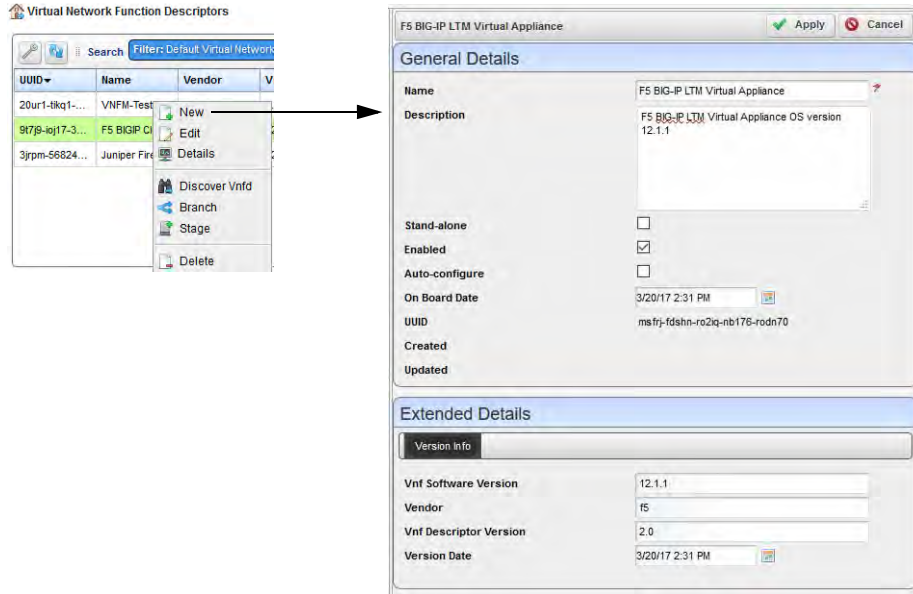 Virtual Network Function Descriptors
Search Filter: Default Virtual Network
UUID Name Vendor V
20ur1-tikq1-... VNFM-Test
9t7j9-ioj17-3... F5 BIGIP Cl
3jrpm-56824... Juniper Fire
New
Edit
Details
Discover Vnfd
Branch
Stage
Delete
F5 BIG-IP LTM Virtual Appliance Apply Cancel
General Details
Name F5 BIG-IP LTM Virtual Appliance
Description F5 BIG-IP LTM Virtual Appliance OS version
12.1.1
Stand-alone
Enabled
Auto-configure
On Board Date 3/20/17 2:31 PM
UUID msfrj-fdshn-ro2iq-nb176-rodn70
Created
Updated
Extended Details
Version Info
Vnf Software Version 12.1.1
Vendor f5
Vnf Descriptor Version 2.0
Version Date 3/20/17 2:31 PM